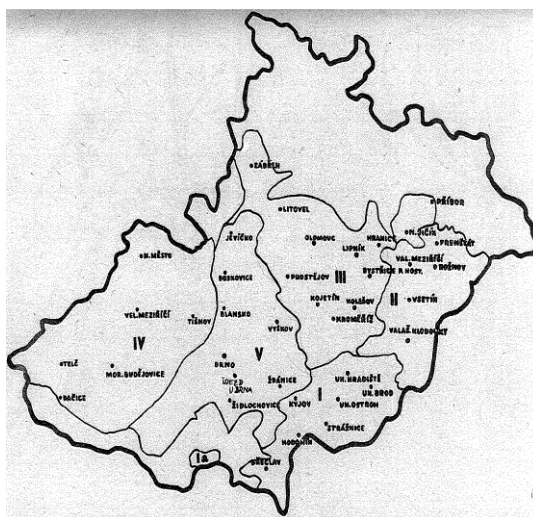 ZÁBŘEH
PŘÍBOR
LITOVEL
JEVÍČKO
OLOMOUC
HRANICE
N. JIČÍN
FRENŠTÁT
LIPNÍK
VAL. MEZIŘÍČÍ
ROŽNOV
N. MĚSTO
BOSKOVICE
PROSTĚJOV
BYSTŘICE P. HOST.
III
II
VSETÍN
VEL. MEZIŘÍČÍ
TIŠNOV
BLANSKO
KOJETÍN
HOLEŠOV
VYŠKOV
KROMĚŘÍŽ
VALAŠ. KLOBOUKY
IV
V
BRNO
TELČ
MOR. BUDĚJOVICE
ÚJEZD
U BRNA
ŽDÁNICE
UH. HRADIŠTĚ
I
UH. BROD
DAČICE
ŽIDLOCHOVICE
KYJOV
UH. OSTROH
STRÁŽNICE
HODONÍN
Ia
BŘECLAV